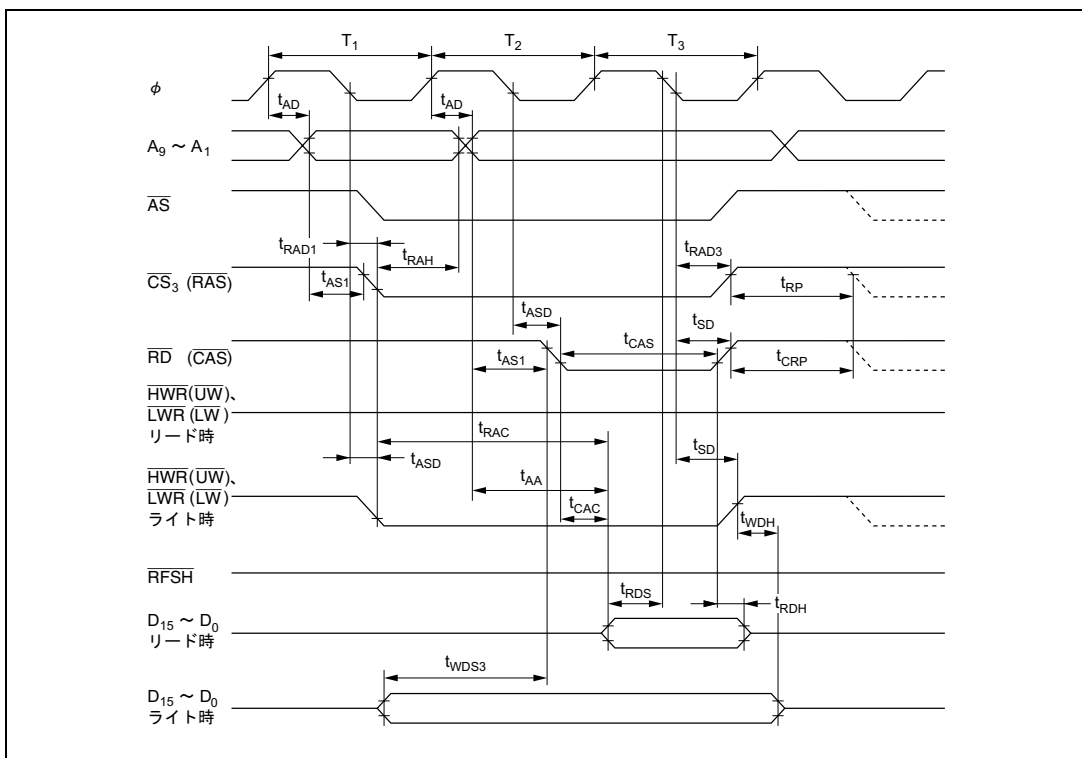 T1 T2 T3
φ
tAD tAD
A9 ～ A1
AS
tRAD1 tRAH tRAD3
CS3 (RAS)
tAS1 tRP
tASD tSD
RD (CAS)
tCAS
tAS1 tCRP
HWR(UW)、
LWR(LW)
リード時
tRAC
tASD tSD
HWR(UW)、
LWR(LW)
ライト時
tAA
tCAC
tWDH
RFSH
tRDS tRDH
D15 ～ D0
リード時
tWDS3
D15 ～ D0
ライト時